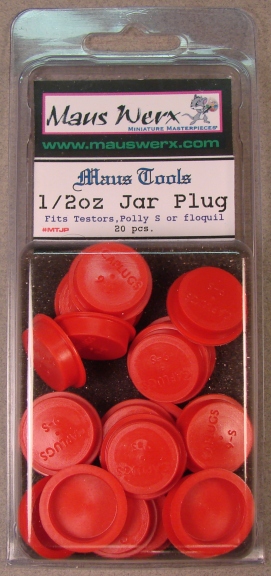 Maus Werx
MINIATURE MASTERPIECES
www.mauswerx.com
Maus Tools
1/2oz Jar Plug
Fits Testors,Polly S or floquil
#MTJP
20 pcs.